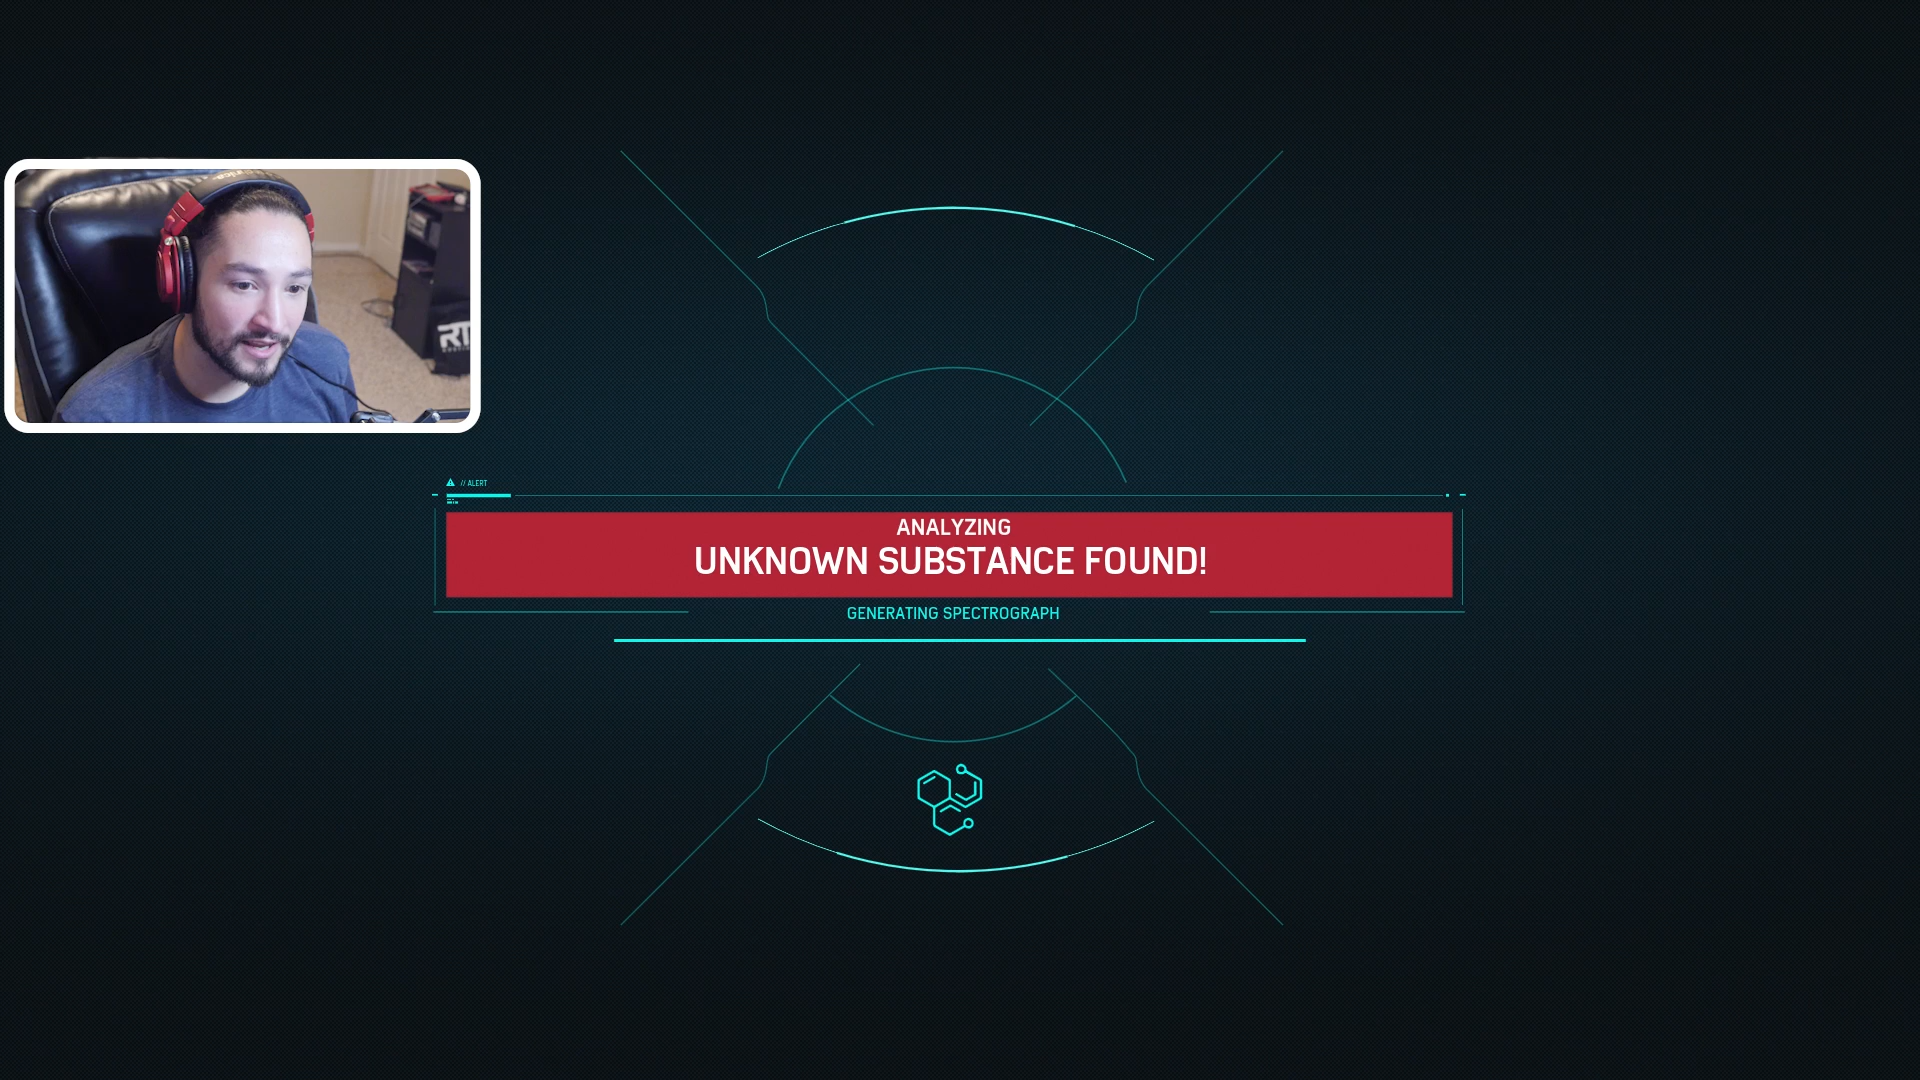 // ALERT
ANALYZING
UNKNOWN SUBSTANCE FOUND!
GENERATING SPECTROGRAPH